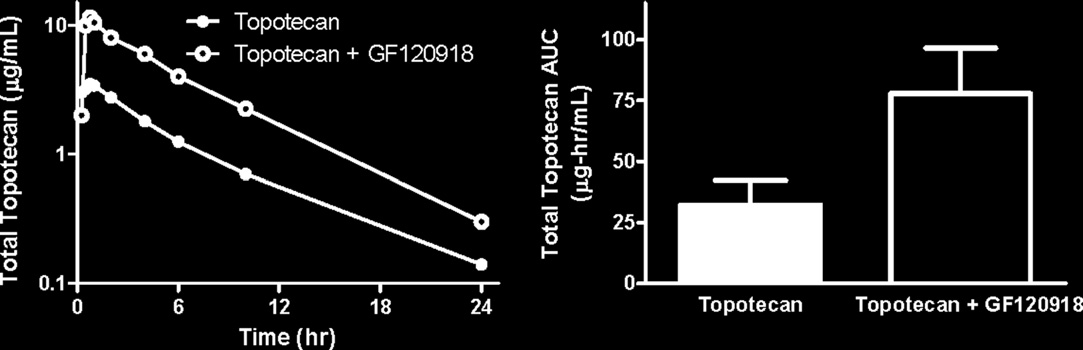 Total Topotecan (μg/mL)
10
1
0.1
Topotecan
Topotecan + GF120918
0 6 12 18 24
Time (hr)
Total Topotecan AUC
(μg-hr/mL)
100
75
50
25
0
Topotecan Topotecan + GF120918